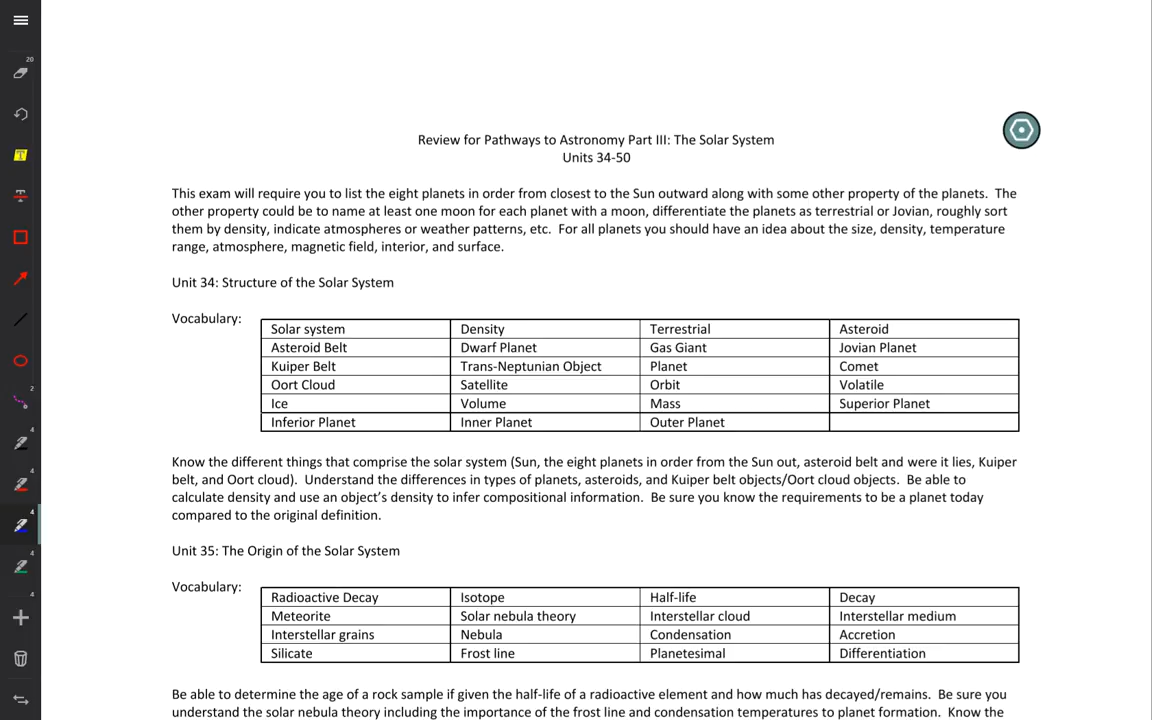 20
Review for Pathways to Astronomy Part III: The Solar System
Units 34-50
T
This exam will require you to list the eight planets in order from closest to the Sun outward along with some other property of the planets. The
other property could be to name at least one moon for each planet with a moon, differentiate the planets as terrestrial or Jovian, roughly sort
them by density, indicate atmospheres or weather patterns, etc. For all planets you should have an idea about the size, density, temperature
range, atmosphere, magnetic field, interior, and surface.
Unit 34: Structure of the Solar System
Vocabulary:
Solar system Density Terrestrial Asteroid
Asteroid Belt Dwarf Planet Gas Giant Jovian Planet
Kuiper Belt Trans-Neptunian Object Planet Comet
Oort Cloud Satellite Orbit Volatile
2
Ice Volume Mass Superior Planet
Inferior Planet Inner Planet Outer Planet
4
Know the different things that comprise the solar system (Sun, the eight planets in order from the Sun out, asteroid belt and were it lies, Kuiper
4
belt, and Oort cloud). Understand the differences in types of planets, asteroids, and Kuiper belt objects/Oort cloud objects. Be able to
calculate density and use an object's density to infer compositional information. Be sure you know the requirements to be a planet today
4
compared to the original definition.
Unit 35: The Origin of the Solar System
4
Vocabulary:
4
Radioactive Decay Isotope Half-life Decay
Meteorite Solar nebula theory Interstellar cloud Interstellar medium
Interstellar grains Nebula Condensation Accretion
Silicate Frost line Planetesimal Differentiation
Be able to determine the age of a rock sample if given the half-life of a radioactive element and how much has decayed/remains. Be sure you
understand the solar nebula theory including the importance of the frost line and condensation temperatures to planet formation. Know the